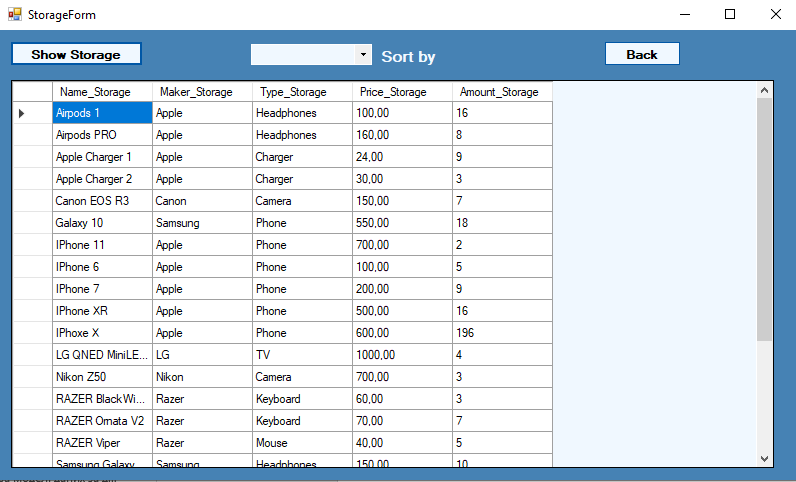 StorageForm
Show Storage Sort by Back
Name_Storage Maker_Storage Type_Storage Price_Storage Amount_Storage
Airpods 1 Apple Headphones 100,00 16
Airpods PRO Apple Headphones 160,00 8
Apple Charger 1 Apple Charger 24,00 9
Apple Charger 2 Apple Charger 30,00 3
Canon EOS R3 Canon Camera 150,00 7
Galaxy 10 Samsung Phone 550,00 18
IPhone 11 Apple Phone 700,00 2
IPhone 6 Apple Phone 100,00 5
IPhone 7 Apple Phone 200,00 9
IPhone XR Apple Phone 500,00 16
IPhoxe X Apple Phone 600,00 196
LG QNED MiniLE... LG TV 1000,00 4
Nikon Z50 Nikon Camera 700,00 3
RAZER BlackWi... Razer Keyboard 60,00 3
RAZER Ornata V2 Razer Keyboard 70,00 7
RAZER Viper Razer Mouse 40,00 5
Samsung Galaxy Samsung Headphones 150,00 10